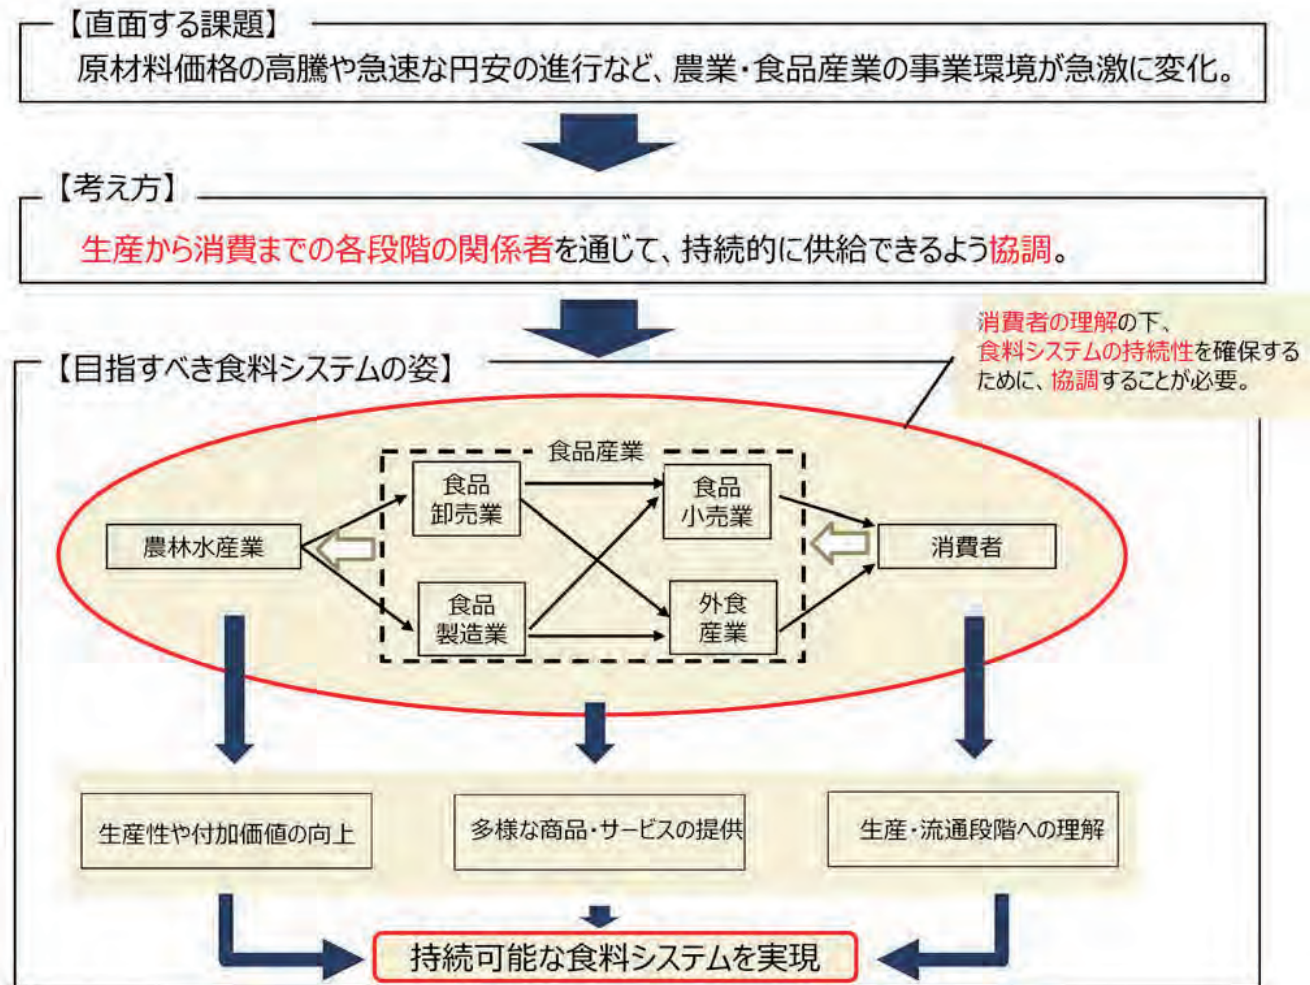 【直面する課題】
原材料価格の高騰や急速な円安の進行など、農業・食品産業の事業環境が急激に変化。
【考え方】
生産から消費までの各段階の関係者を通じて、持続的に供給できるよう協調。
消費者の理解の下、
食料システムの持続性を確保する
ために、協調することが必要。
【目指すべき食料システムの姿】
食品産業
食品
卸売業
食品
小売業
農林水産業
消費者
食品
製造業
外食
産業
生産性や付加価値の向上
多様な商品・サービスの提供
生産・流通段階への理解
持続可能な食料システムを実現